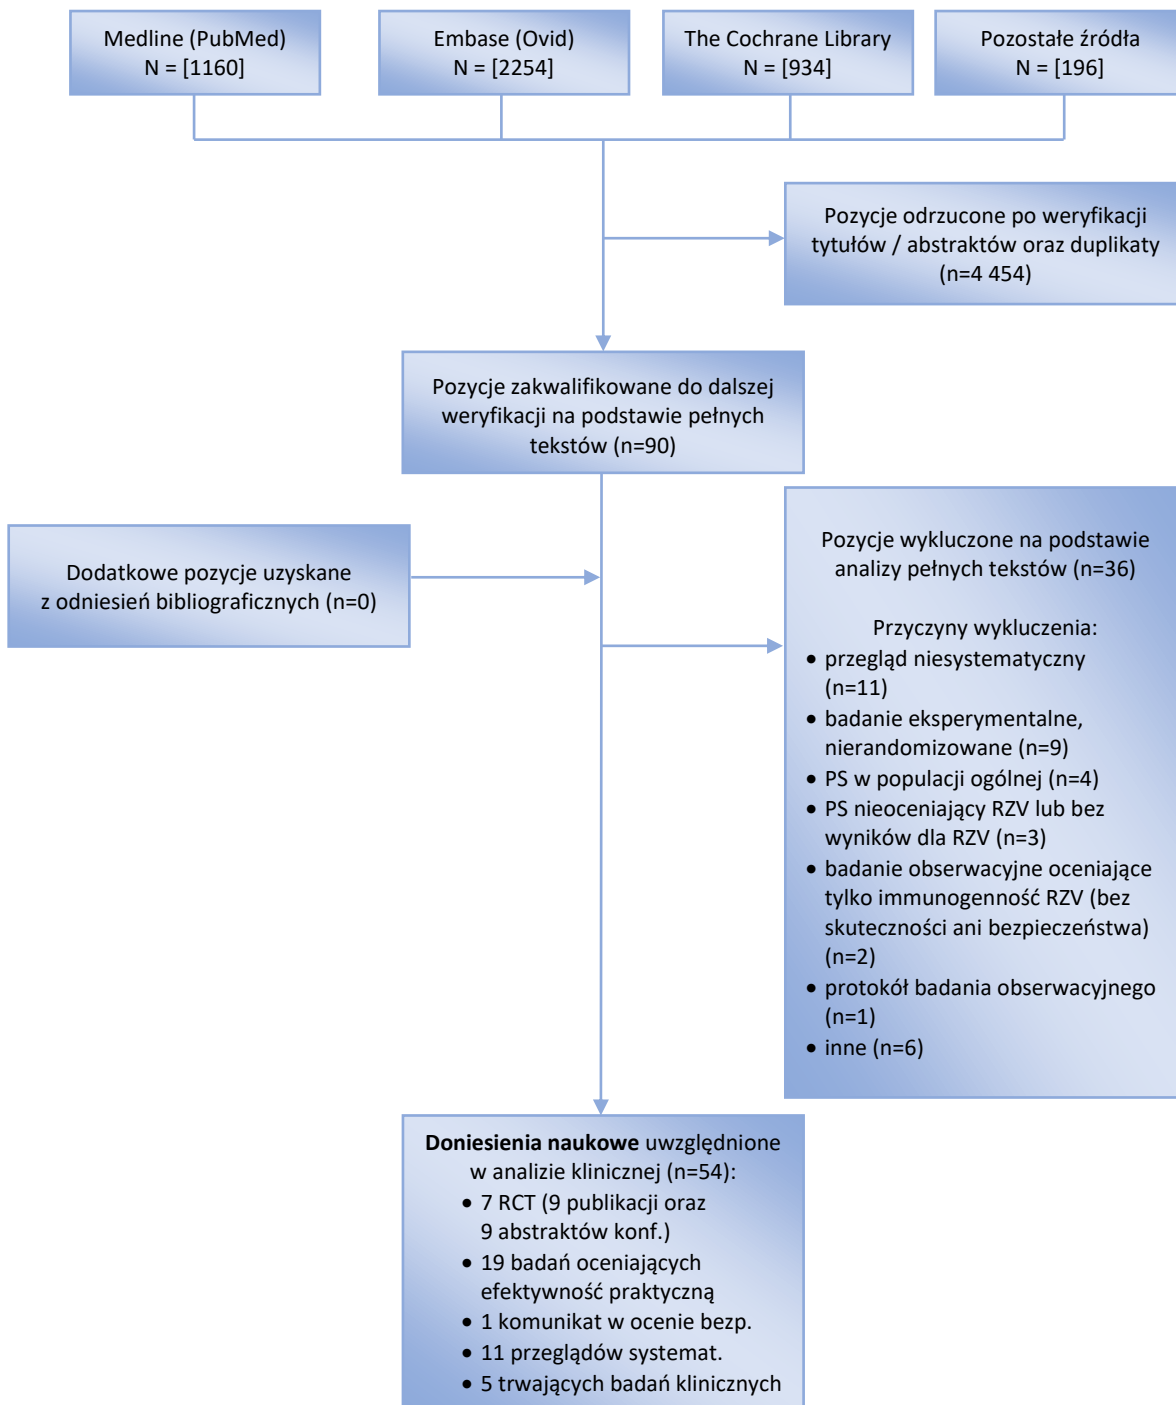 Medline (PubMed)
N = [1160]
Embase (Ovid)
N = [2254]
The Cochrane Library
N = [934]
Pozostałe źródła
N = [196]
Pozycje odrzucone po weryfikacji
tytułów / abstraktów oraz duplikaty
(n=4 454)
Pozycje zakwalifikowane do dalszej
weryfikacji na podstawie pełnych
tekstów (n=90)
Dodatkowe pozycje uzyskane
z odniesień bibliograficznych (n=0)
Pozycje wykluczone na podstawie
analizy pełnych tekstów (n=36)
Przyczyny wykluczenia:
• przegląd niesystematyczny
(n=11)
• badanie eksperymentalne,
nierandomizowane (n=9)
• PS w populacji ogólnej (n=4)
• PS nieoceniający RZV lub bez
wyników dla RZV (n=3)
• badanie obserwacyjne oceniające
tylko immunogenność RZV (bez
skuteczności ani bezpieczeństwa)
(n=2)
• protokół badania obserwacyjnego
(n=1)
• inne (n=6)
Doniesienia naukowe uwzględnione
w analizie klinicznej (n=54):
• 7 RCT (9 publikacji oraz
9 abstraktów konf.)
• 19 badań oceniających
efektywność praktyczną
• 1 komunikat w ocenie bezp.
• 11 przeglądów systemat.
• 5 trwających badań klinicznych